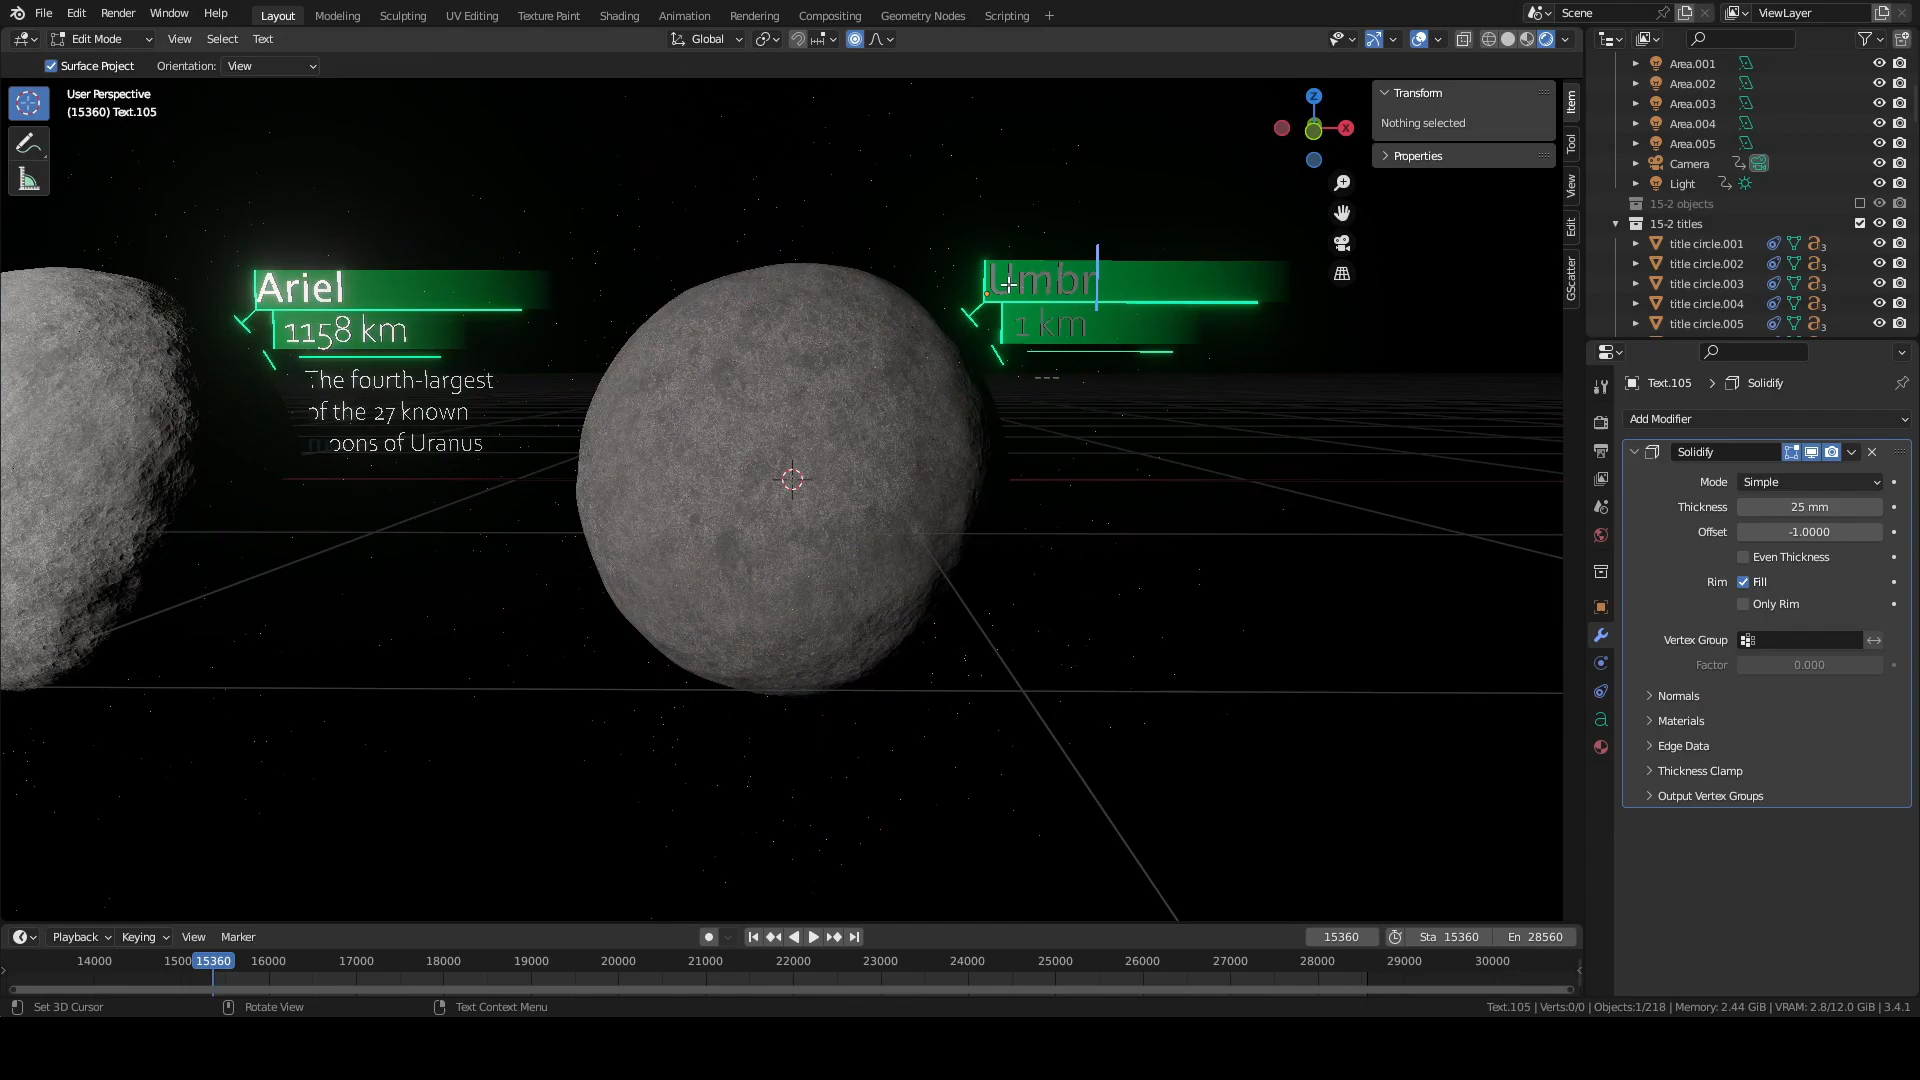 File Edit Render Window Help Layout Modeling Sculpting UV Editing Texture Paint Shading Animation Rendering Compositing Geometry Nodes Scripting + Scene ViewLayer
Edit Mode View Select Text Global
Surface Project Orientation: View
User Perspective
(15360) Text.105
Transform
Nothing selected
Properties
Item
Tool
View
Edit
GScatter
Z
X
Ariel
1158 km
The fourth-largest
of the 27 known
moons of Uranus
Umbr
1 km
---
Area.001
Area.002
Area.003
Area.004
Area.005
Camera
Light
15-2 objects
15-2 titles
title circle.001 3
title circle.002 3
title circle.003 3
title circle.004 3
title circle.005 3
Text.105 > Solidify
Add Modifier
Solidify
Mode Simple
Thickness 25 mm
Offset -1.0000
Even Thickness
Rim Fill
Only Rim
Vertex Group
Factor 0.000
Normals
Materials
Edge Data
Thickness Clamp
Output Vertex Groups
Playback Keying View Marker 15360 Sta 15360 En 28560
14000 1500 15360 16000 17000 18000 19000 20000 21000 22000 23000 24000 25000 26000 27000 28000 29000 30000
Set 3D Cursor Rotate View Text Context Menu Text.105 | Verts:0/0 | Objects:1/218 | Memory: 2.44 GiB | VRAM: 2.8/12.0 GiB | 3.4.1